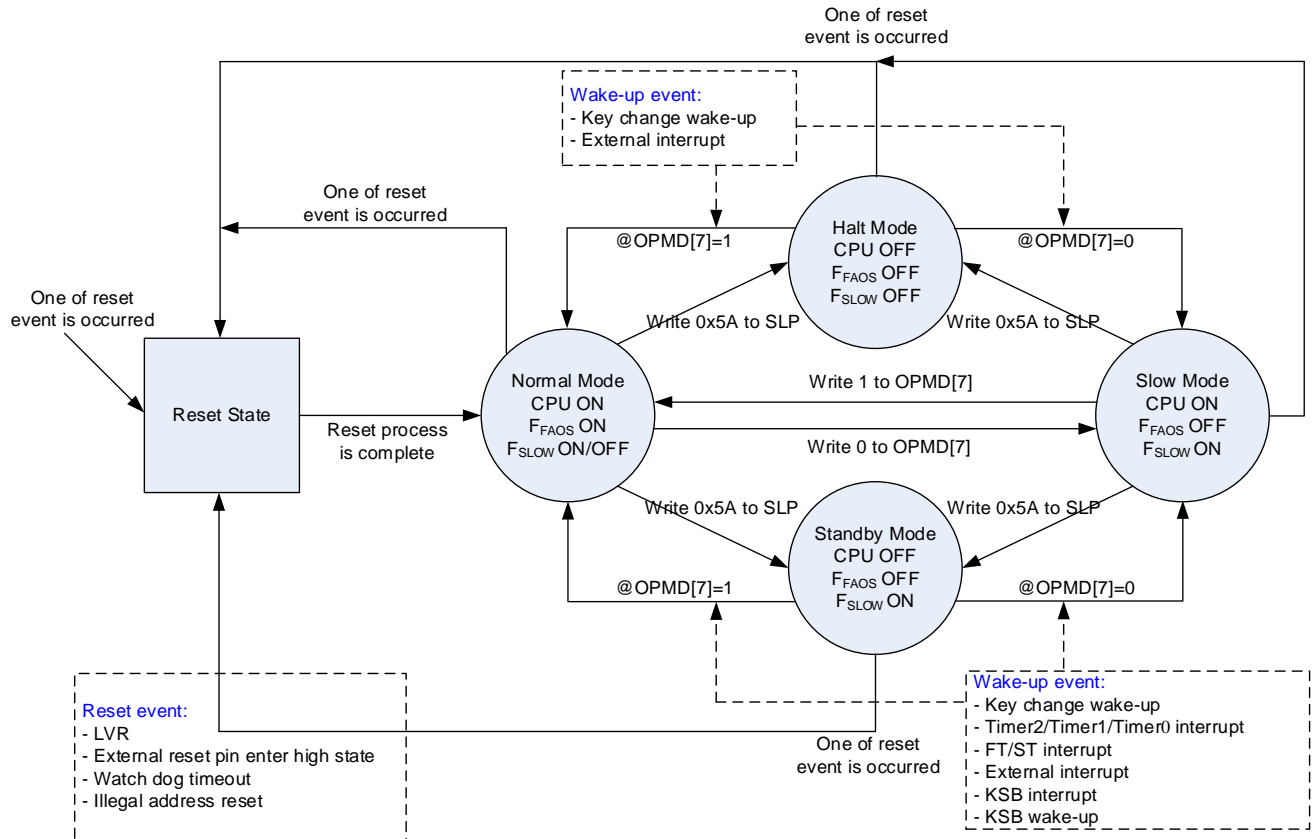 One of reset
event is occurred
Wake-up event:
- Key change wake-up
- External interrupt
One of reset
event is occurred
@OPMD[7]=1
Halt Mode
CPU OFF
FFAOS OFF
FSLOW OFF
@OPMD[7]=0
One of reset
event is occurred
Write 0x5A to SLP
Write 0x5A to SLP
Reset State
Reset process
is complete
Normal Mode
CPU ON
FFAOS ON
FSLOW ON/OFF
Write 1 to OPMD[7]
Write 0 to OPMD[7]
Slow Mode
CPU ON
FFAOS OFF
FSLOW ON
Write 0x5A to SLP
Write 0x5A to SLP
Standby Mode
CPU OFF
FFAOS OFF
FSLOW ON
@OPMD[7]=1
@OPMD[7]=0
Reset event:
- LVR
- External reset pin enter high state
- Watch dog timeout
- Illegal address reset
One of reset
event is occurred
Wake-up event:
- Key change wake-up
- Timer2/Timer1/Timer0 interrupt
- FT/ST interrupt
- External interrupt
- KSB interrupt
- KSB wake-up